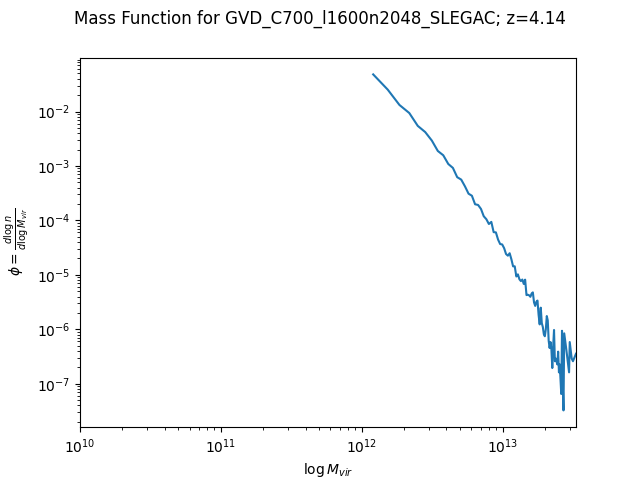 Mass Function for GVD_C700_l1600n2048_SLEGAC; z=4.14
10⁻²
10⁻³
10⁻⁴
10⁻⁵
10⁻⁶
10⁻⁷
ϕ = d log n / d log M_vir
10¹⁰ 10¹¹ 10¹² 10¹³
log M_vir